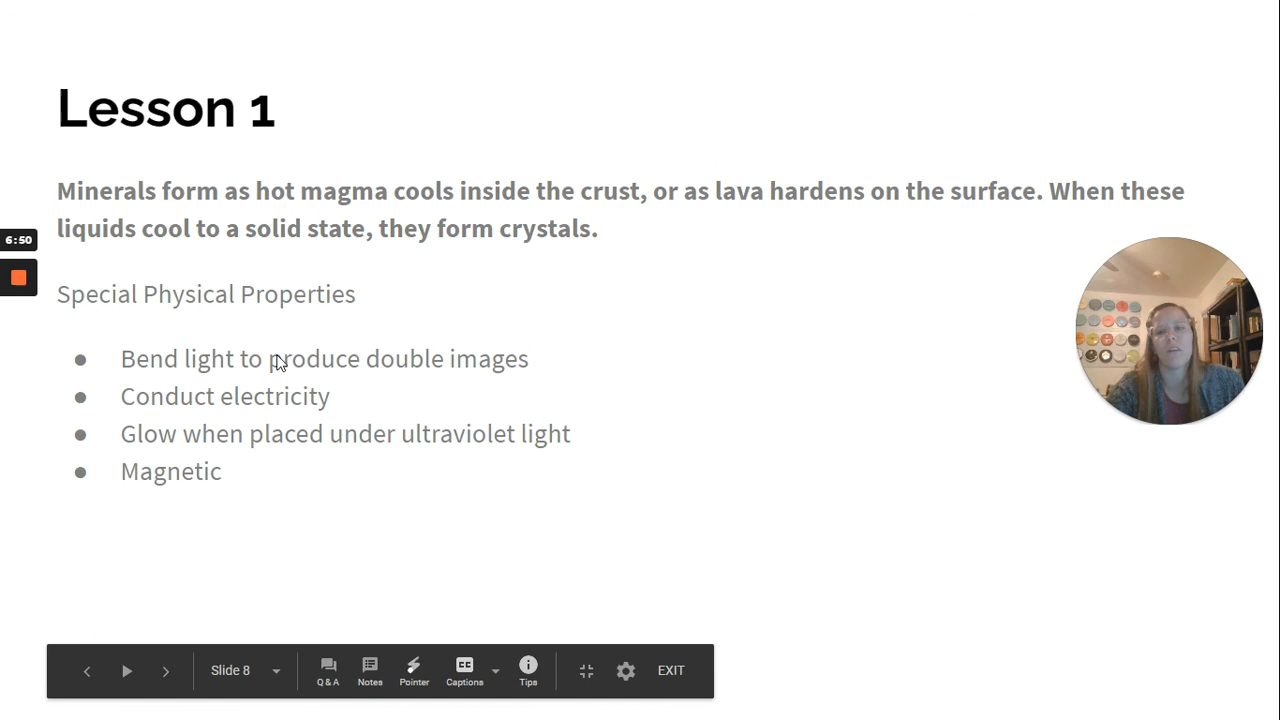 Lesson 1
Minerals form as hot magma cools inside the crust, or as lava hardens on the surface. When these
liquids cool to a solid state, they form crystals.
6:50
Special Physical Properties
● Bend light to produce double images
● Conduct electricity
● Glow when placed under ultraviolet light
● Magnetic
Slide 8
Q & A
Notes
Pointer
CC
Captions
Tips
EXIT